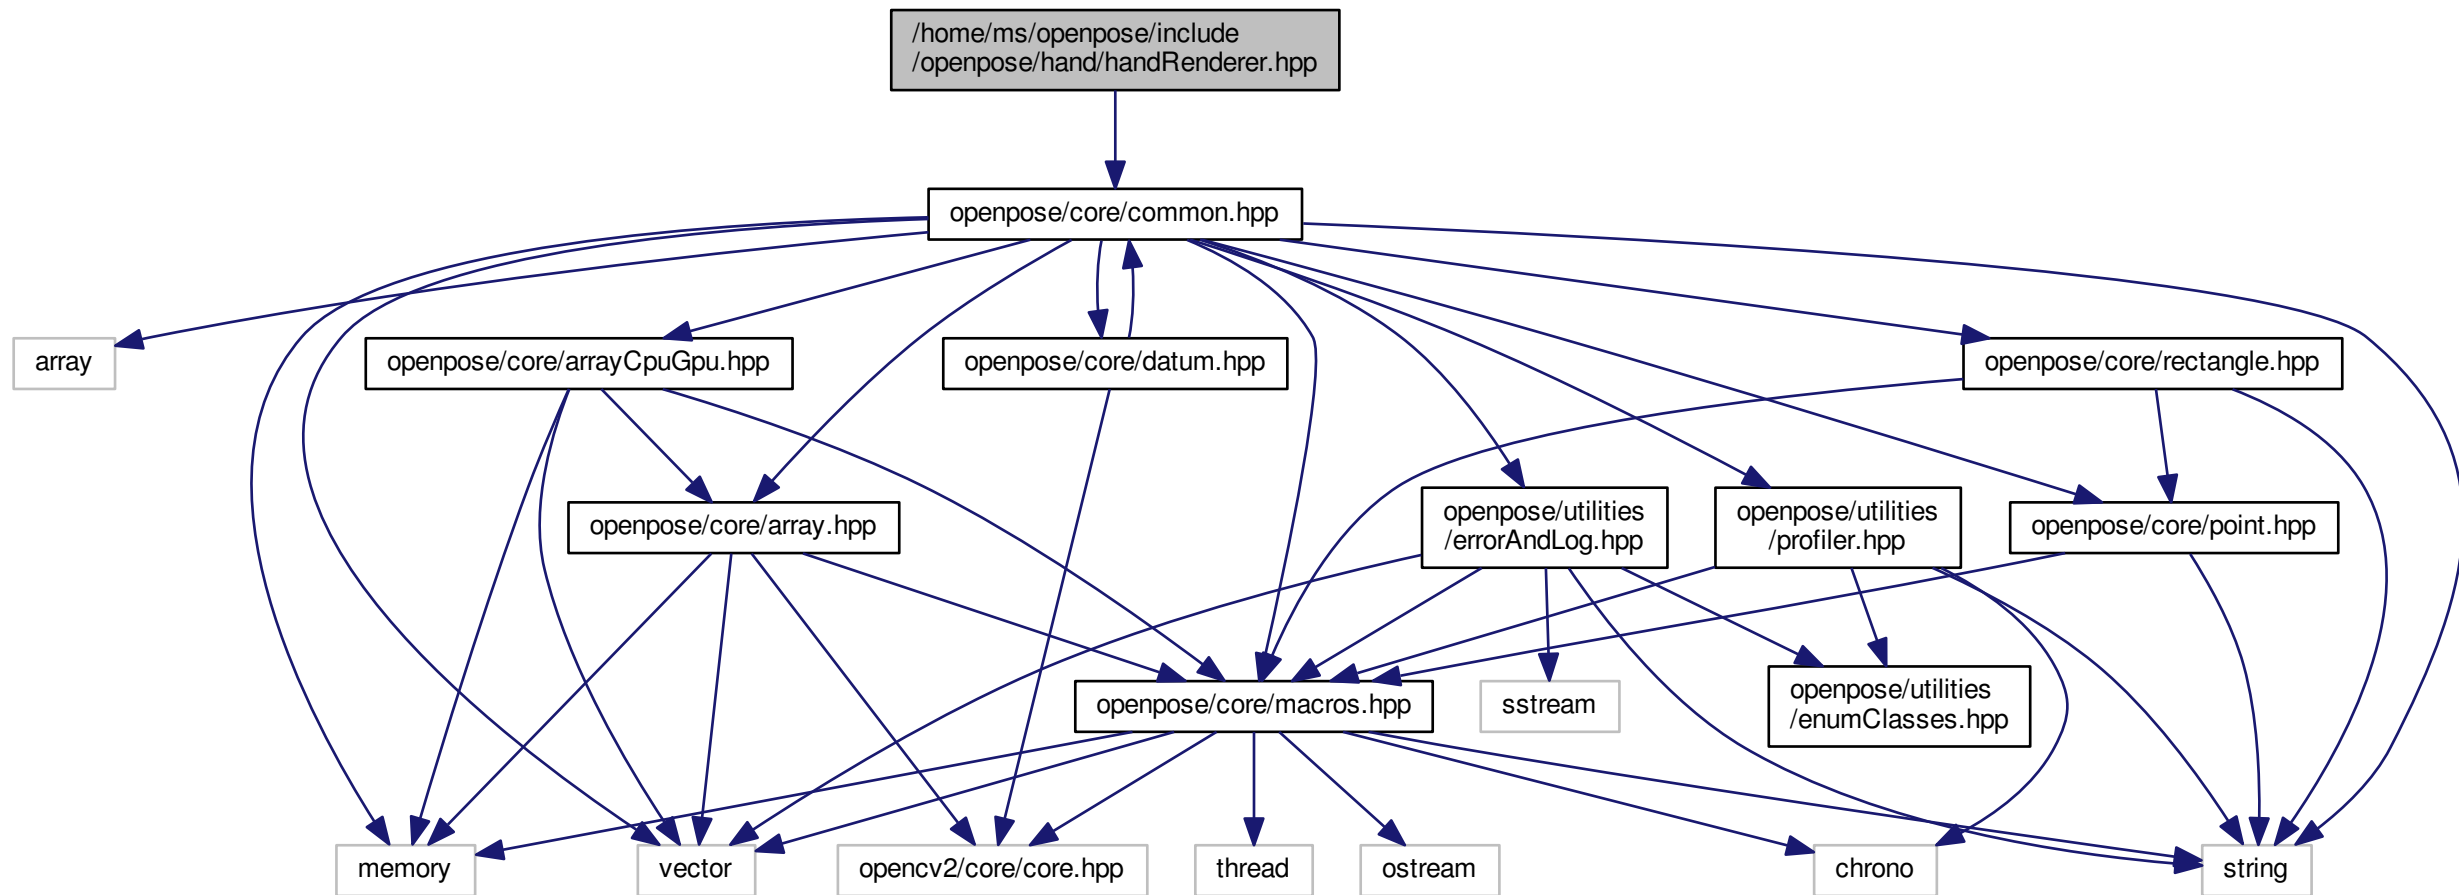 /home/ms/openpose/include
/openpose/hand/handRenderer.hpp
openpose/core/common.hpp
array
openpose/core/arrayCpuGpu.hpp
openpose/core/datum.hpp
openpose/core/rectangle.hpp
openpose/core/array.hpp
openpose/utilities
/errorAndLog.hpp
openpose/utilities
/profiler.hpp
openpose/core/point.hpp
openpose/core/macros.hpp
sstream
openpose/utilities
/enumClasses.hpp
memory
vector
opencv2/core/core.hpp
thread
ostream
chrono
string